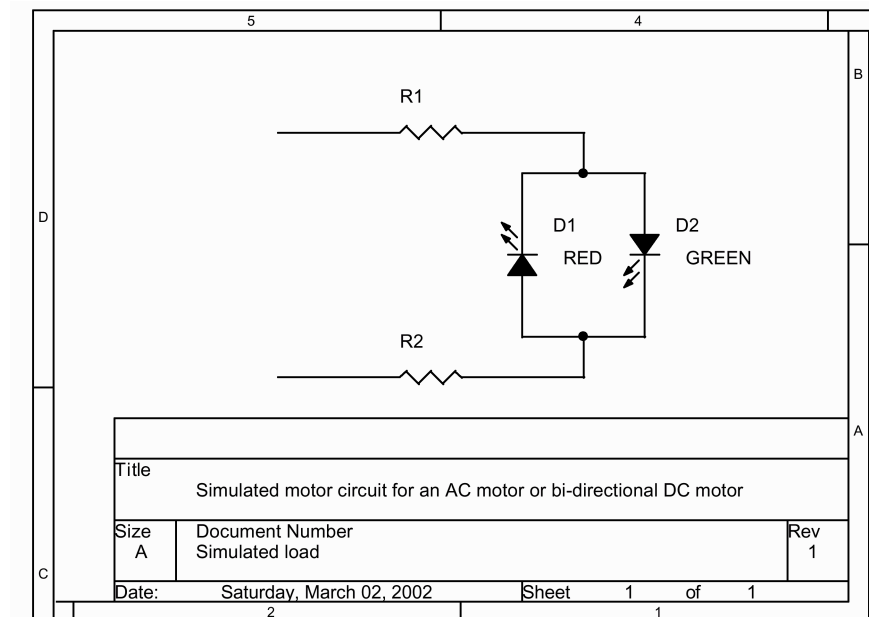 5 4
B
R1
D
D1 D2
RED GREEN
R2
A
Title
Simulated motor circuit for an AC motor or bi-directional DC motor
Size Document Number Rev
A Simulated load 1
C
Date: Saturday, March 02, 2002 Sheet 1 of 1
2 1